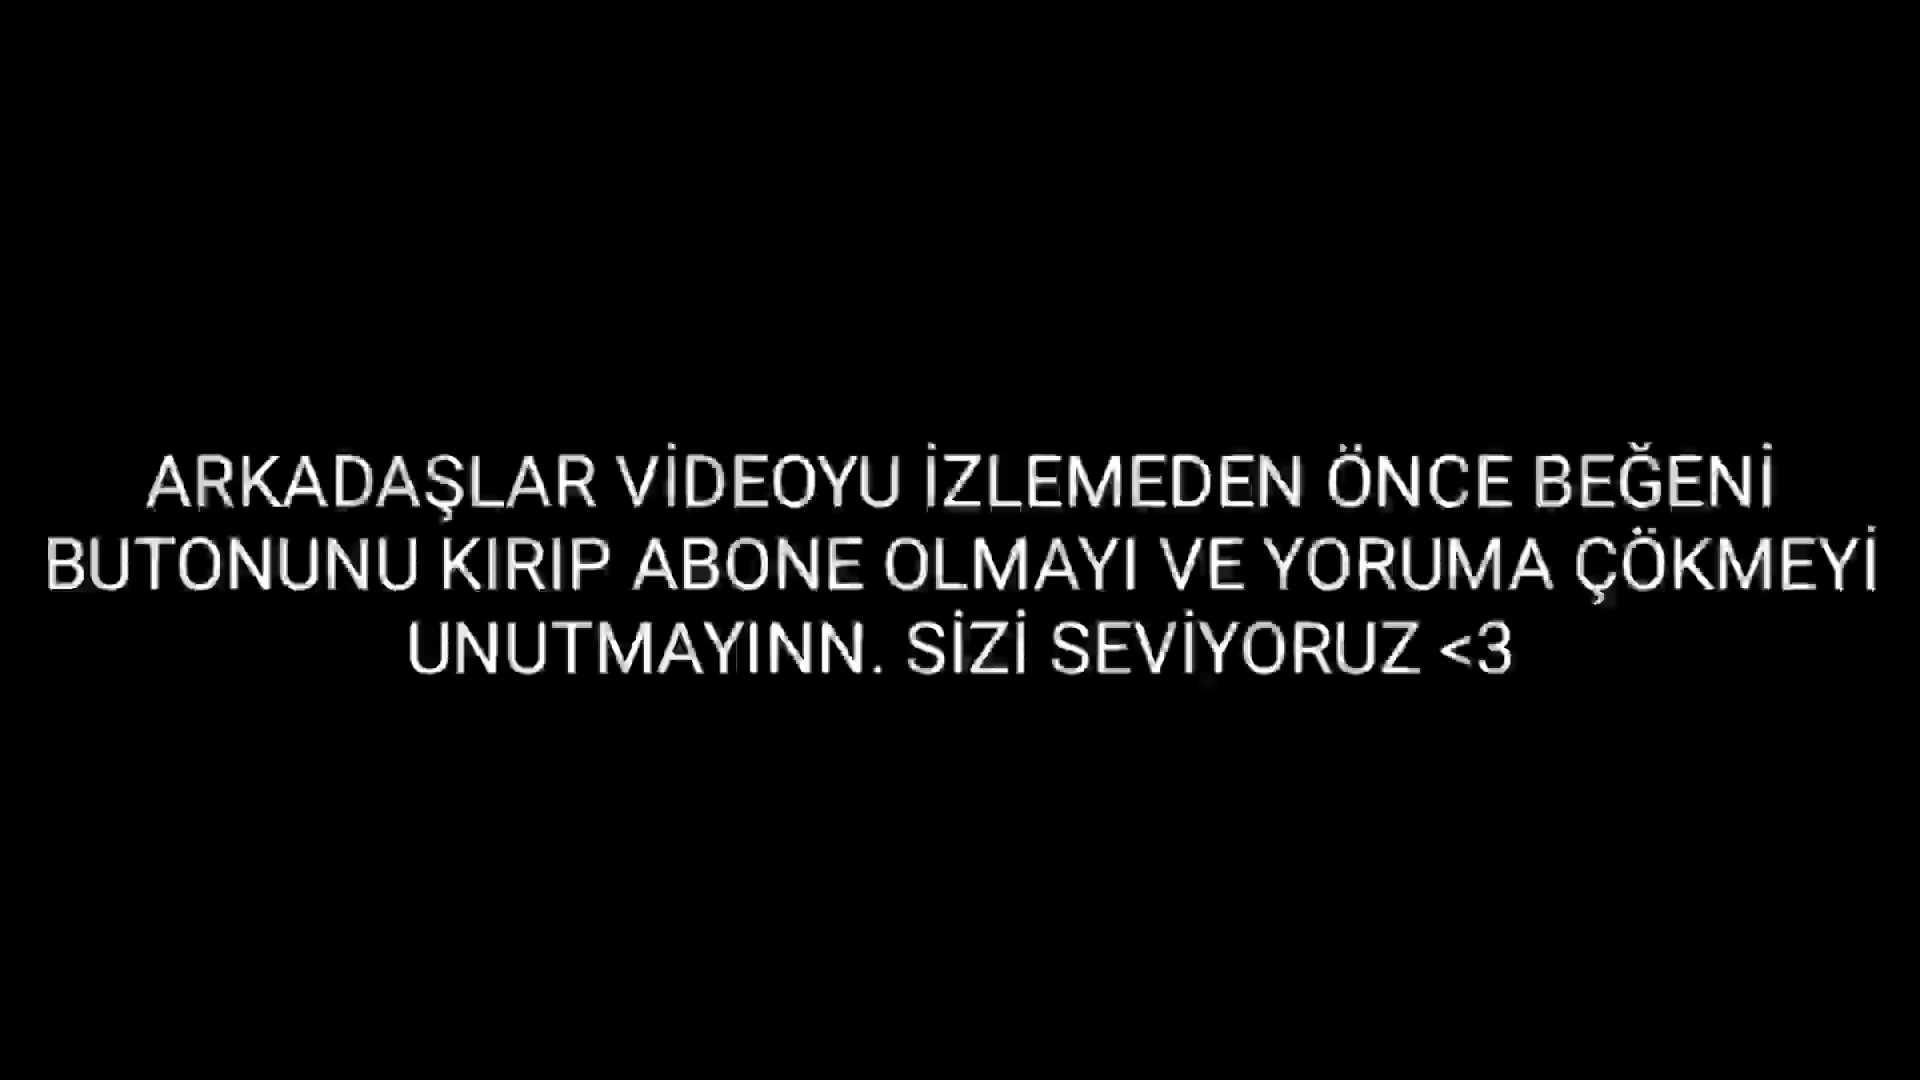 ARKADAŞLAR VİDEOYU İZLEMEDEN ÖNCE BEĞENİ
BUTONUNU KIRIP ABONE OLMAYI VE YORUMA ÇÖKMEYİ
UNUTMAYINN. SİZİ SEVİYORUZ <3